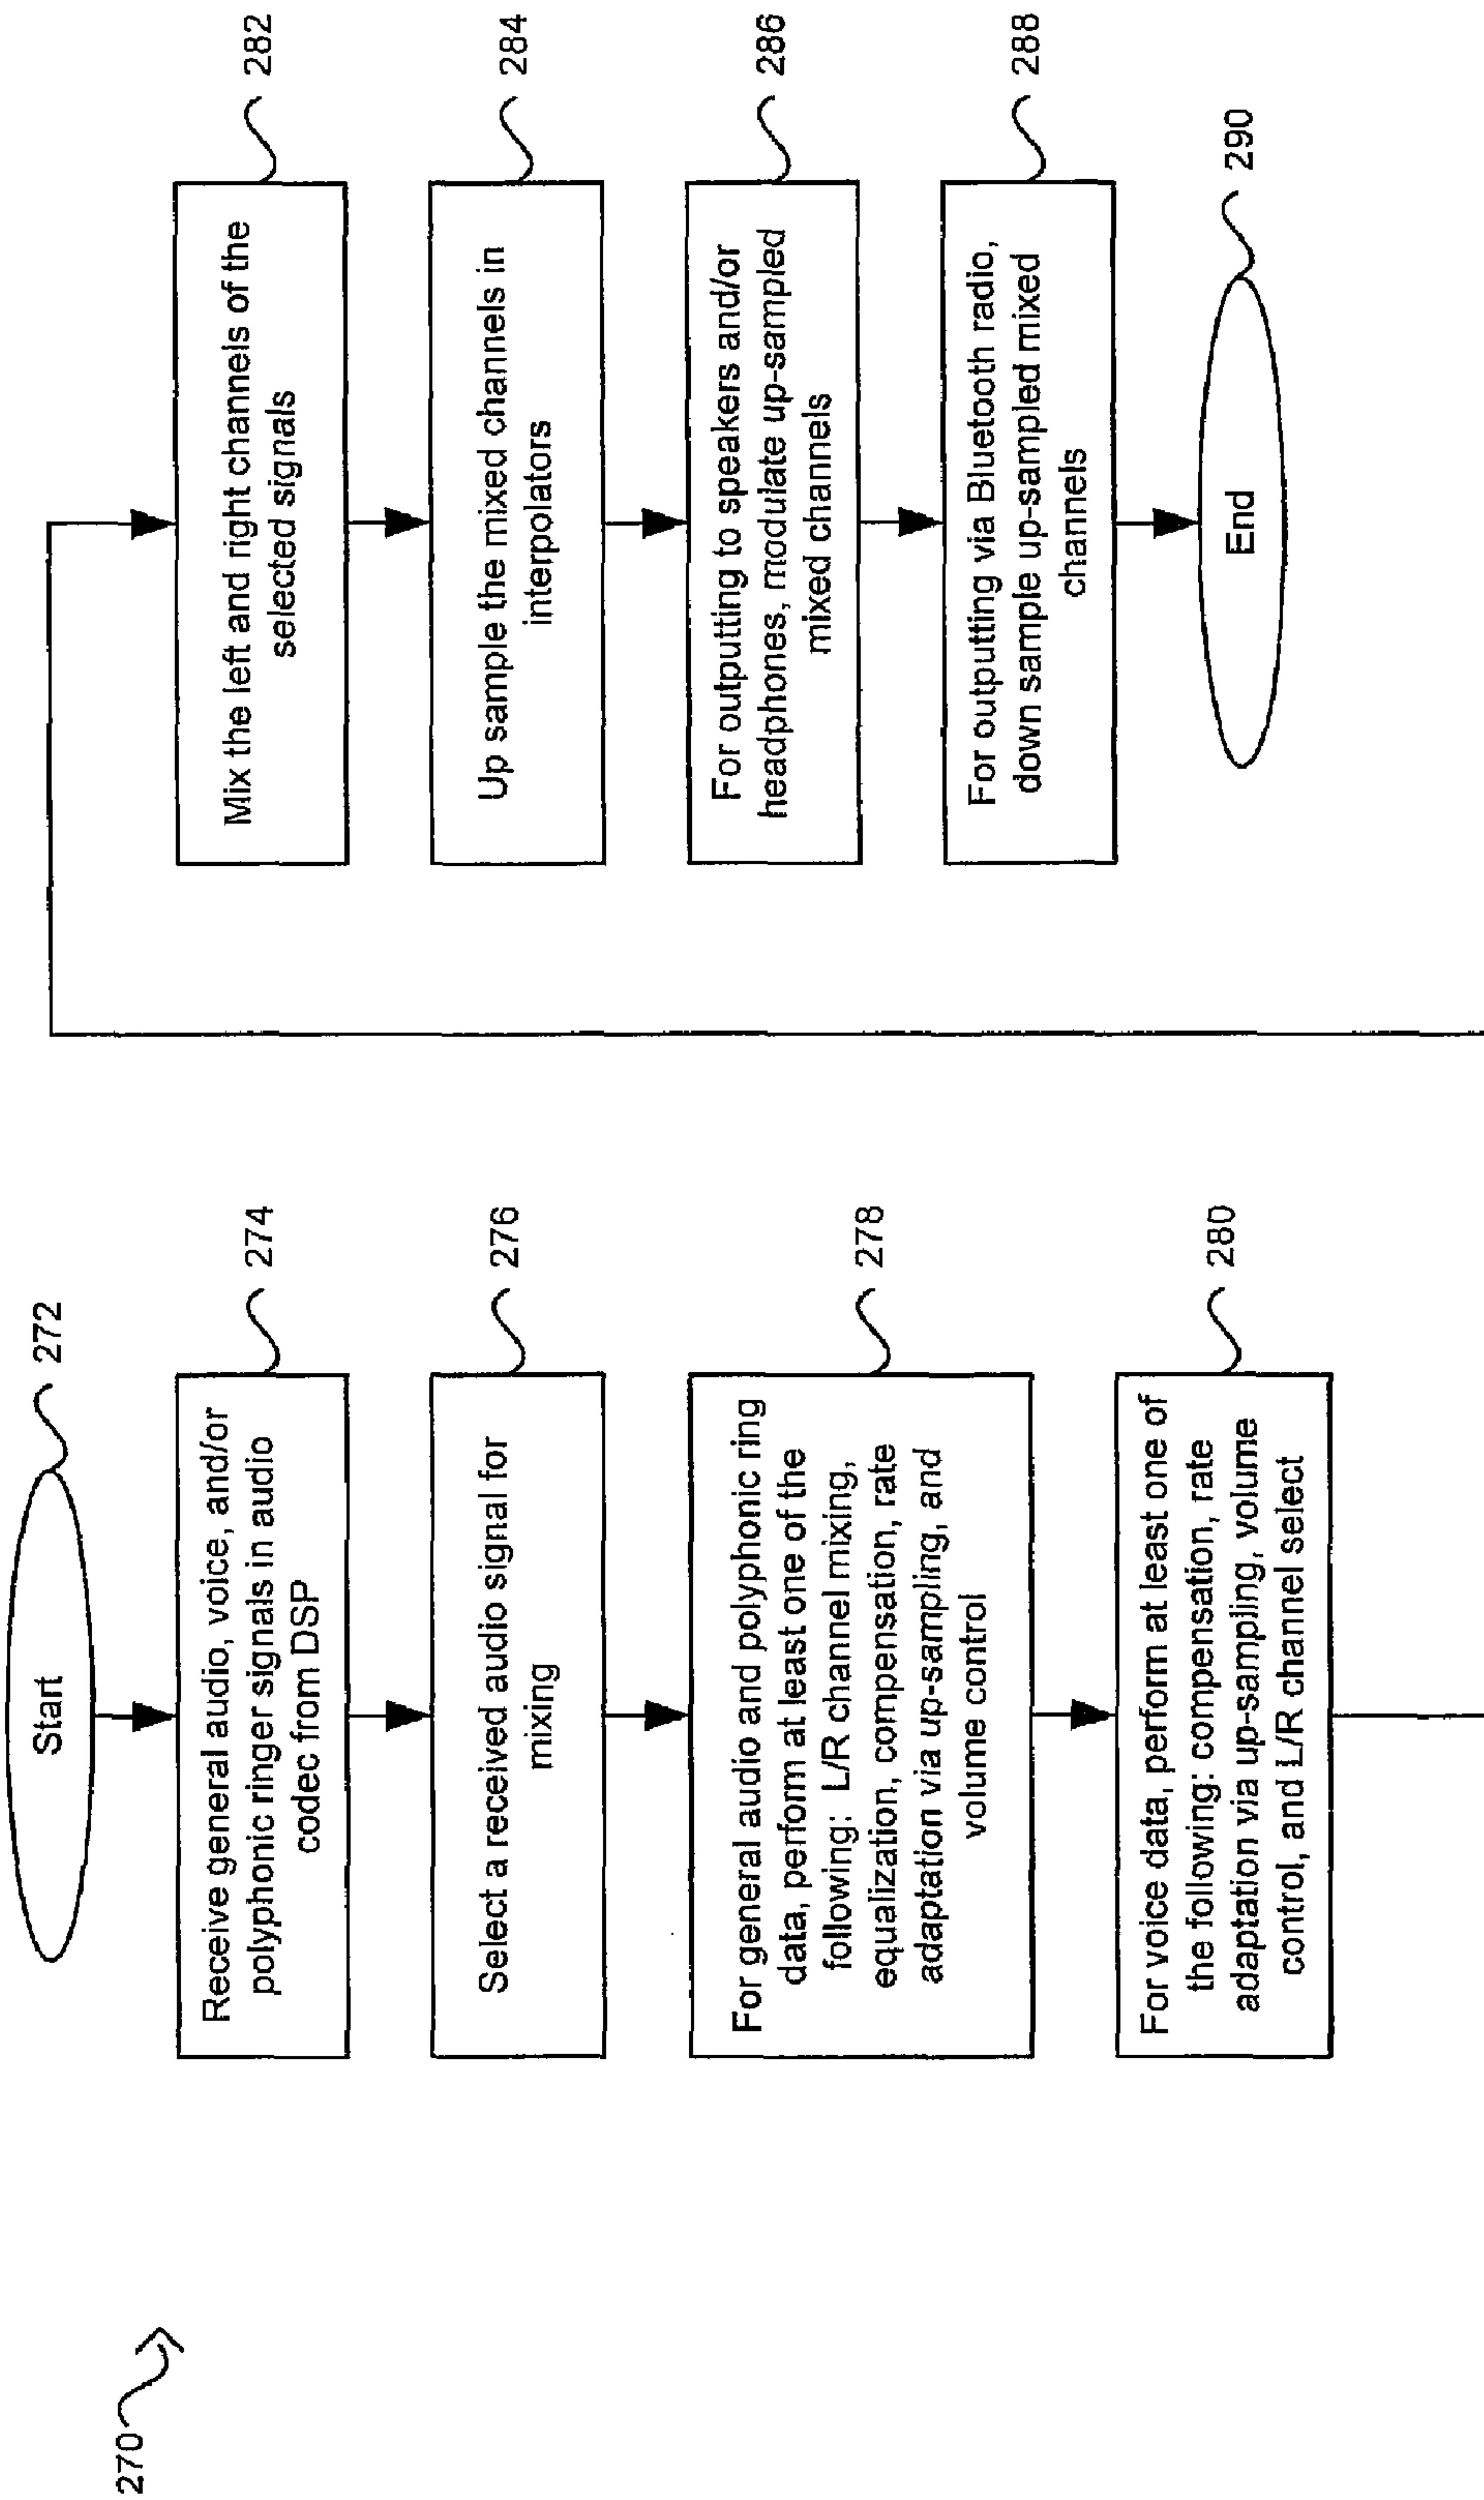 270
Start
272
Receive general audio, voice, and/or
polyphonic ringer signals in audio
codec from DSP
274
Select a received audio signal for
mixing
276
For general audio and polyphonic ring
data, perform at least one of the
following: L/R channel mixing,
equalization, compensation, rate
adaptation via up-sampling, and
volume control
278
For voice data, perform at least one of
the following: compensation, rate
adaptation via up-sampling, volume
control, and L/R channel select
280
Mix the left and right channels of the
selected signals
282
Up sample the mixed channels in
interpolators
284
For outputting to speakers and/or
headphones, modulate up-sampled
mixed channels
286
For outputting via Bluetooth radio,
down sample up-sampled mixed
channels
288
End
290